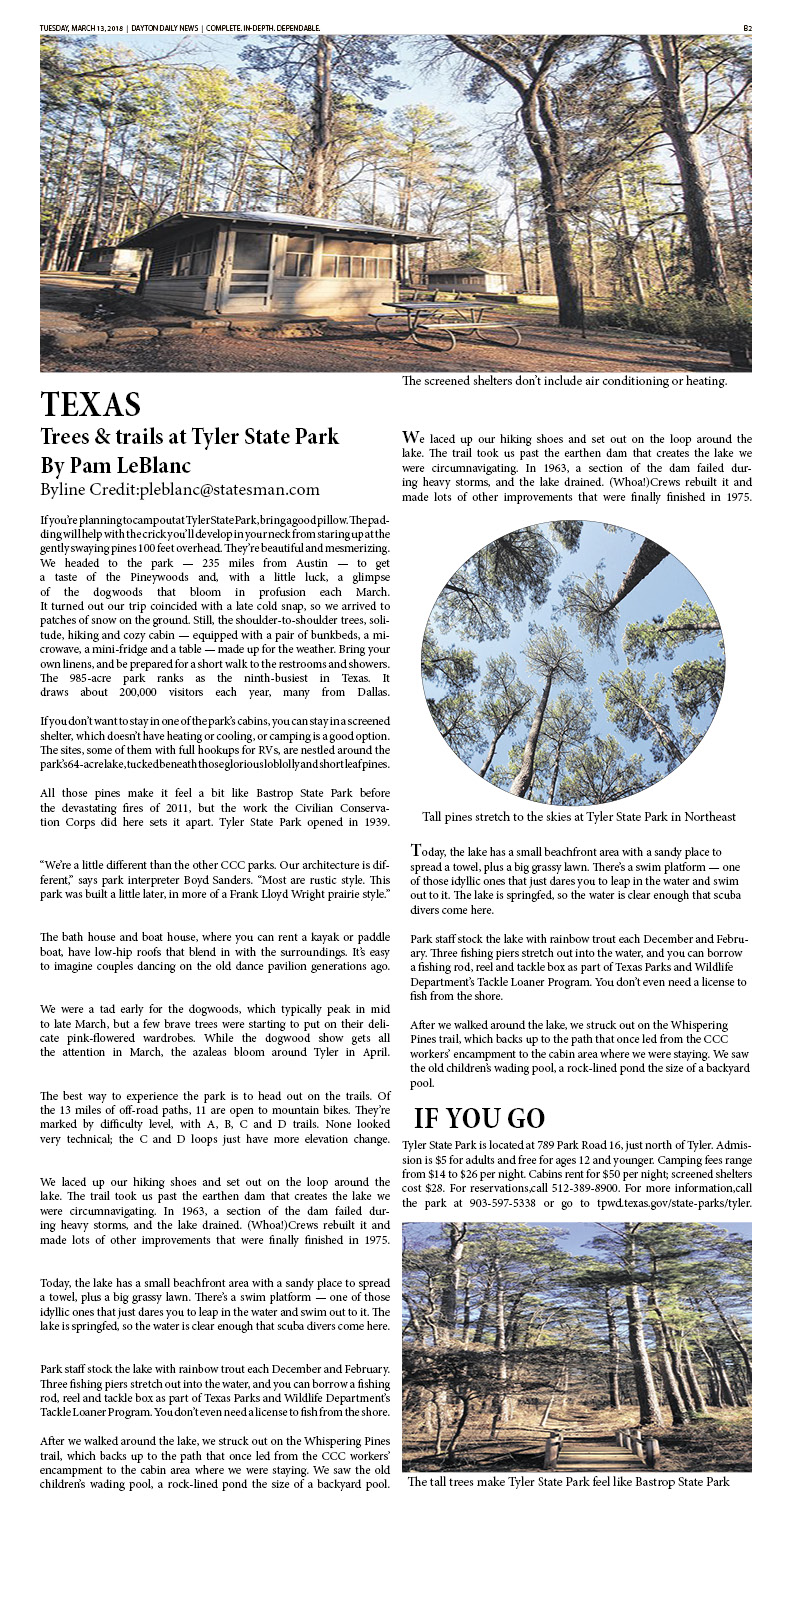 TUESDAY, MARCH 13, 2018 | DAYTON DAILY NEWS | COMPLETE. IN-DEPTH. DEPENDABLE.
B2
The screened shelters don't include air conditioning or heating.
TEXAS
Trees & trails at Tyler State Park
By Pam LeBlanc
Byline Credit:pleblanc@statesman.com
If you're planning to camp out at Tyler State Park, bring a good pillow. The pad-
ding will help with the crick you'll develop in your neck from staring up at the
gently swaying pines 100 feet overhead. They're beautiful and mesmerizing.
We headed to the park — 235 miles from Austin — to get
a taste of the Pineywoods and, with a little luck, a glimpse
of the dogwoods that bloom in profusion each March.
It turned out our trip coincided with a late cold snap, so we arrived to
patches of snow on the ground. Still, the shoulder-to-shoulder trees, soli-
tude, hiking and cozy cabin — equipped with a pair of bunkbeds, a mi-
crowave, a mini-fridge and a table — made up for the weather. Bring your
own linens, and be prepared for a short walk to the restrooms and showers.
The 985-acre park ranks as the ninth-busiest in Texas. It
draws about 200,000 visitors each year, many from Dallas.
If you don't want to stay in one of the park's cabins, you can stay in a screened
shelter, which doesn't have heating or cooling, or camping is a good option.
The sites, some of them with full hookups for RVs, are nestled around the
park's 64-acre lake, tucked beneath those glorious loblolly and shortleaf pines.
All those pines make it feel a bit like Bastrop State Park before
the devastating fires of 2011, but the work the Civilian Conserva-
tion Corps did here sets it apart. Tyler State Park opened in 1939.
“We're a little different than the other CCC parks. Our architecture is dif-
ferent,” says park interpreter Boyd Sanders. “Most are rustic style. This
park was built a little later, in more of a Frank Lloyd Wright prairie style.”
The bath house and boat house, where you can rent a kayak or paddle
boat, have low-hip roofs that blend in with the surroundings. It's easy
to imagine couples dancing on the old dance pavilion generations ago.
We were a tad early for the dogwoods, which typically peak in mid
to late March, but a few brave trees were starting to put on their deli-
cate pink-flowered wardrobes. While the dogwood show gets all
the attention in March, the azaleas bloom around Tyler in April.
The best way to experience the park is to head out on the trails. Of
the 13 miles of off-road paths, 11 are open to mountain bikes. They're
marked by difficulty level, with A, B, C and D trails. None looked
very technical; the C and D loops just have more elevation change.
We laced up our hiking shoes and set out on the loop around the
lake. The trail took us past the earthen dam that creates the lake we
were circumnavigating. In 1963, a section of the dam failed dur-
ing heavy storms, and the lake drained. (Whoa!)Crews rebuilt it and
made lots of other improvements that were finally finished in 1975.
Today, the lake has a small beachfront area with a sandy place to spread
a towel, plus a big grassy lawn. There's a swim platform — one of those
idyllic ones that just dares you to leap in the water and swim out to it. The
lake is springfed, so the water is clear enough that scuba divers come here.
Park staff stock the lake with rainbow trout each December and February.
Three fishing piers stretch out into the water, and you can borrow a fishing
rod, reel and tackle box as part of Texas Parks and Wildlife Department's
Tackle Loaner Program. You don't even need a license to fish from the shore.
After we walked around the lake, we struck out on the Whispering Pines
trail, which backs up to the path that once led from the CCC workers'
encampment to the cabin area where we were staying. We saw the old
children's wading pool, a rock-lined pond the size of a backyard pool.
We laced up our hiking shoes and set out on the loop around the
lake. The trail took us past the earthen dam that creates the lake we
were circumnavigating. In 1963, a section of the dam failed dur-
ing heavy storms, and the lake drained. (Whoa!)Crews rebuilt it and
made lots of other improvements that were finally finished in 1975.
Tall pines stretch to the skies at Tyler State Park in Northeast
Today, the lake has a small beachfront area with a sandy place to
spread a towel, plus a big grassy lawn. There's a swim platform — one
of those idyllic ones that just dares you to leap in the water and swim
out to it. The lake is springfed, so the water is clear enough that scuba
divers come here.
Park staff stock the lake with rainbow trout each December and Febru-
ary. Three fishing piers stretch out into the water, and you can borrow
a fishing rod, reel and tackle box as part of Texas Parks and Wildlife
Department's Tackle Loaner Program. You don't even need a license to
fish from the shore.
After we walked around the lake, we struck out on the Whispering
Pines trail, which backs up to the path that once led from the CCC
workers' encampment to the cabin area where we were staying. We saw
the old children's wading pool, a rock-lined pond the size of a backyard
pool.
IF YOU GO
Tyler State Park is located at 789 Park Road 16, just north of Tyler. Admis-
sion is $5 for adults and free for ages 12 and younger. Camping fees range
from $14 to $26 per night. Cabins rent for $50 per night; screened shelters
cost $28. For reservations,call 512-389-8900. For more information,call
the park at 903-597-5338 or go to tpwd.texas.gov/state-parks/tyler.
The tall trees make Tyler State Park feel like Bastrop State Park